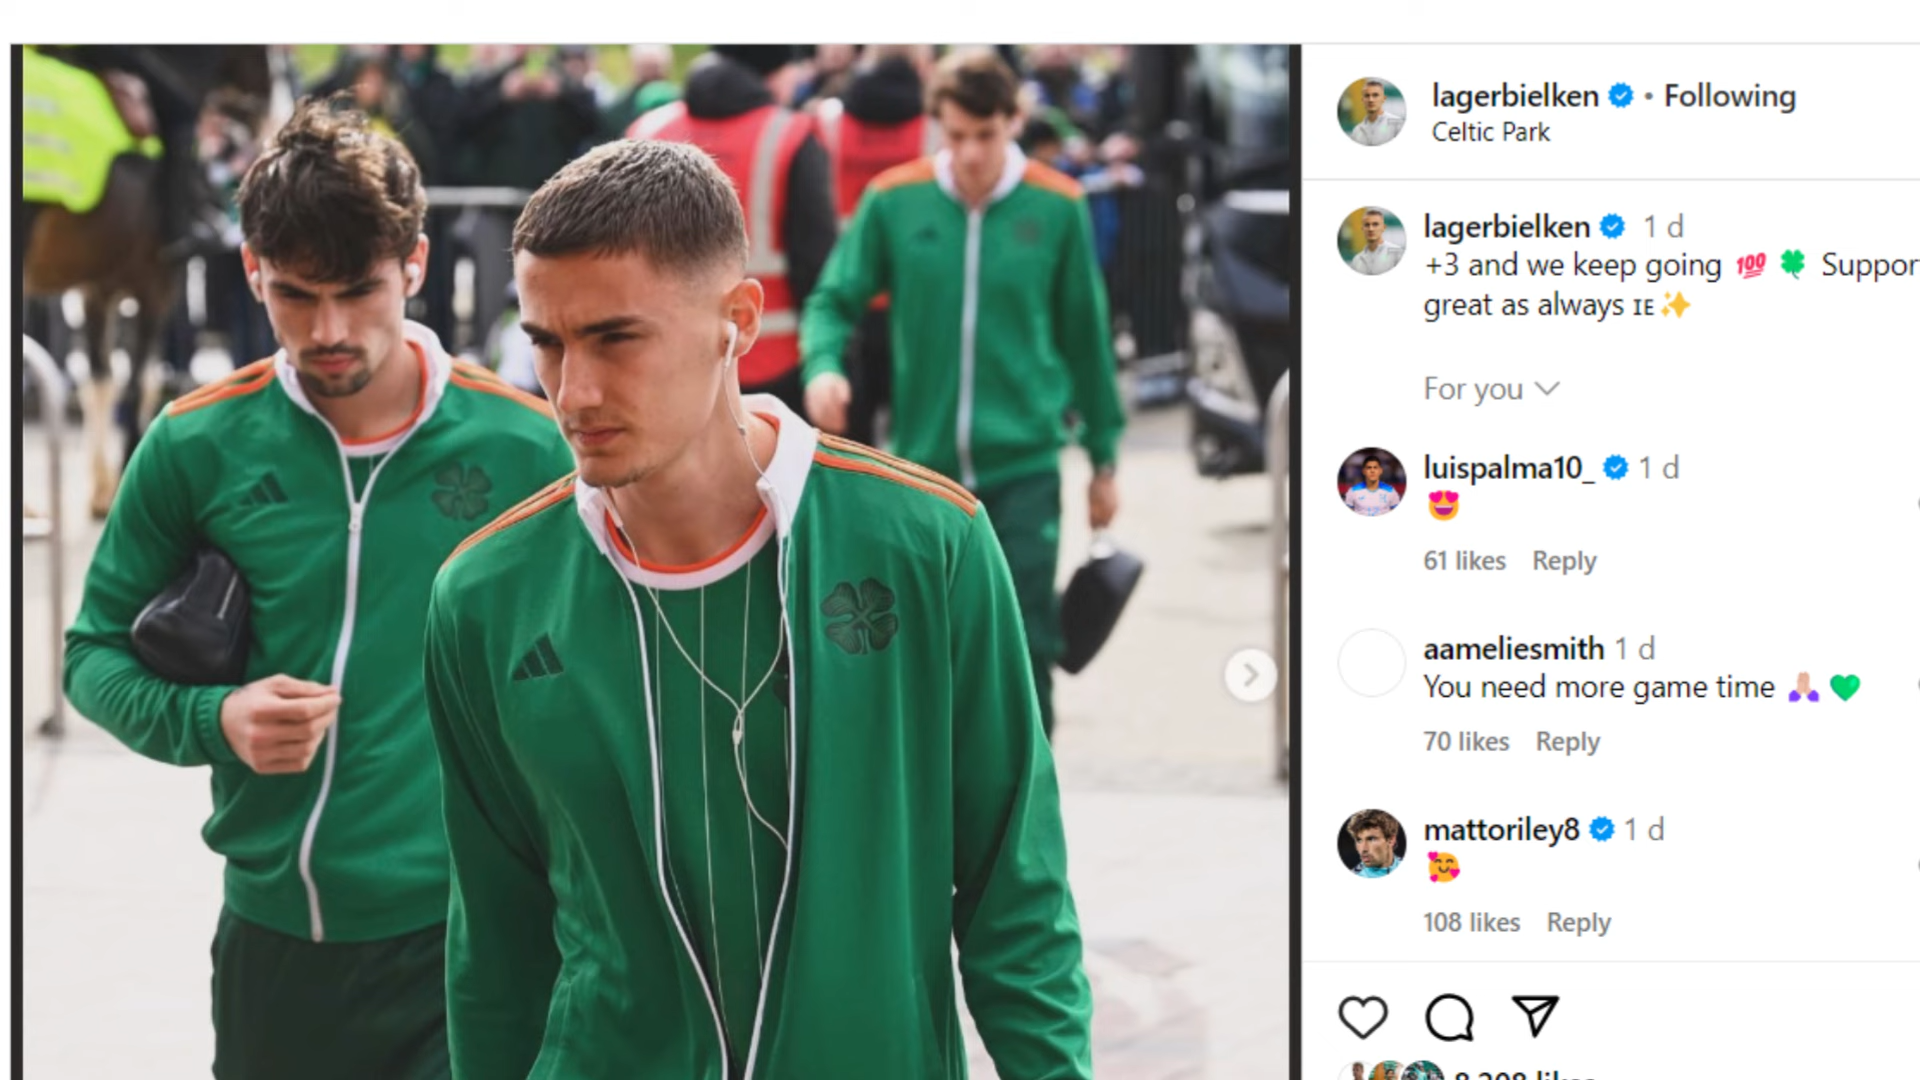 lagerbielken • Following
Celtic Park
lagerbielken 1 d
+3 and we keep going 💯 🍀 Suppor
great as always ɪᴇ✨
For you
luispalma10_ 1 d
😍
61 likes Reply
aameliesmith 1 d
You need more game time 🙏🏻 💚
70 likes Reply
mattoriley8 1 d
🥰
108 likes Reply